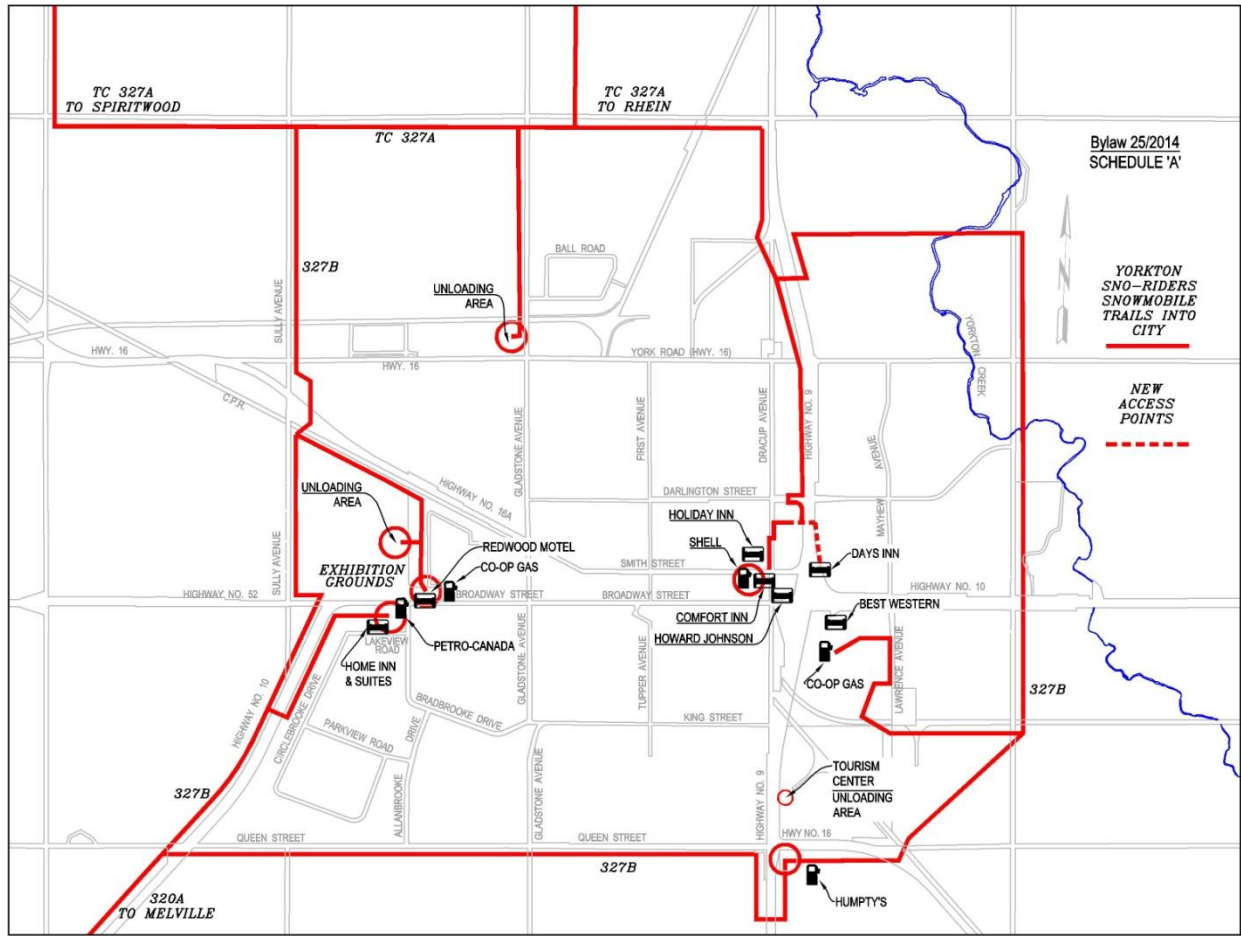 TC 327A
TO SPIRITWOOD
TC 327A
TO RHEIN
TC 327A
Bylaw 25/2014
SCHEDULE 'A'
N
BALL ROAD
327B
SULLY AVENUE
UNLOADING
AREA
YORKTON
SNO-RIDERS
SNOWMOBILE
TRAILS INTO
CITY
YORKTON
CREEK
HWY. 16
HWY. 16
YORK ROAD (HWY. 16)
NEW
ACCESS
POINTS
C.P.R.
GLADSTONE AVENUE
FIRST AVENUE
DRACUP AVENUE
HIGHWAY NO. 9
MAYHEW AVENUE
HIGHWAY NO. 16A
DARLINGTON STREET
UNLOADING
AREA
HOLIDAY INN
SHELL
REDWOOD MOTEL
CO-OP GAS
DAYS INN
SMITH STREET
EXHIBITION
GROUNDS
SULLY AVENUE
HIGHWAY NO. 52
BROADWAY STREET
BROADWAY STREET
HIGHWAY NO. 10
COMFORT INN
HOWARD JOHNSON
BEST WESTERN
PETRO-CANADA
LAKEVIEW
ROAD
HOME INN
& SUITES
CO-OP GAS
LAWRENCE AVENUE
GLADSTONE AVENUE
TUPPER AVENUE
HIGHWAY NO. 10
CIRCLEBROOKE DRIVE
BRADBROOKE DRIVE
PARKVIEW ROAD
KING STREET
327B
ALLANBROOKE
DRIVE
TOURISM
CENTER
UNLOADING
AREA
327B
GLADSTONE AVENUE
HIGHWAY NO. 9
QUEEN STREET
QUEEN STREET
HWY NO. 16
327B
320A
TO MELVILLE
HUMPTY'S